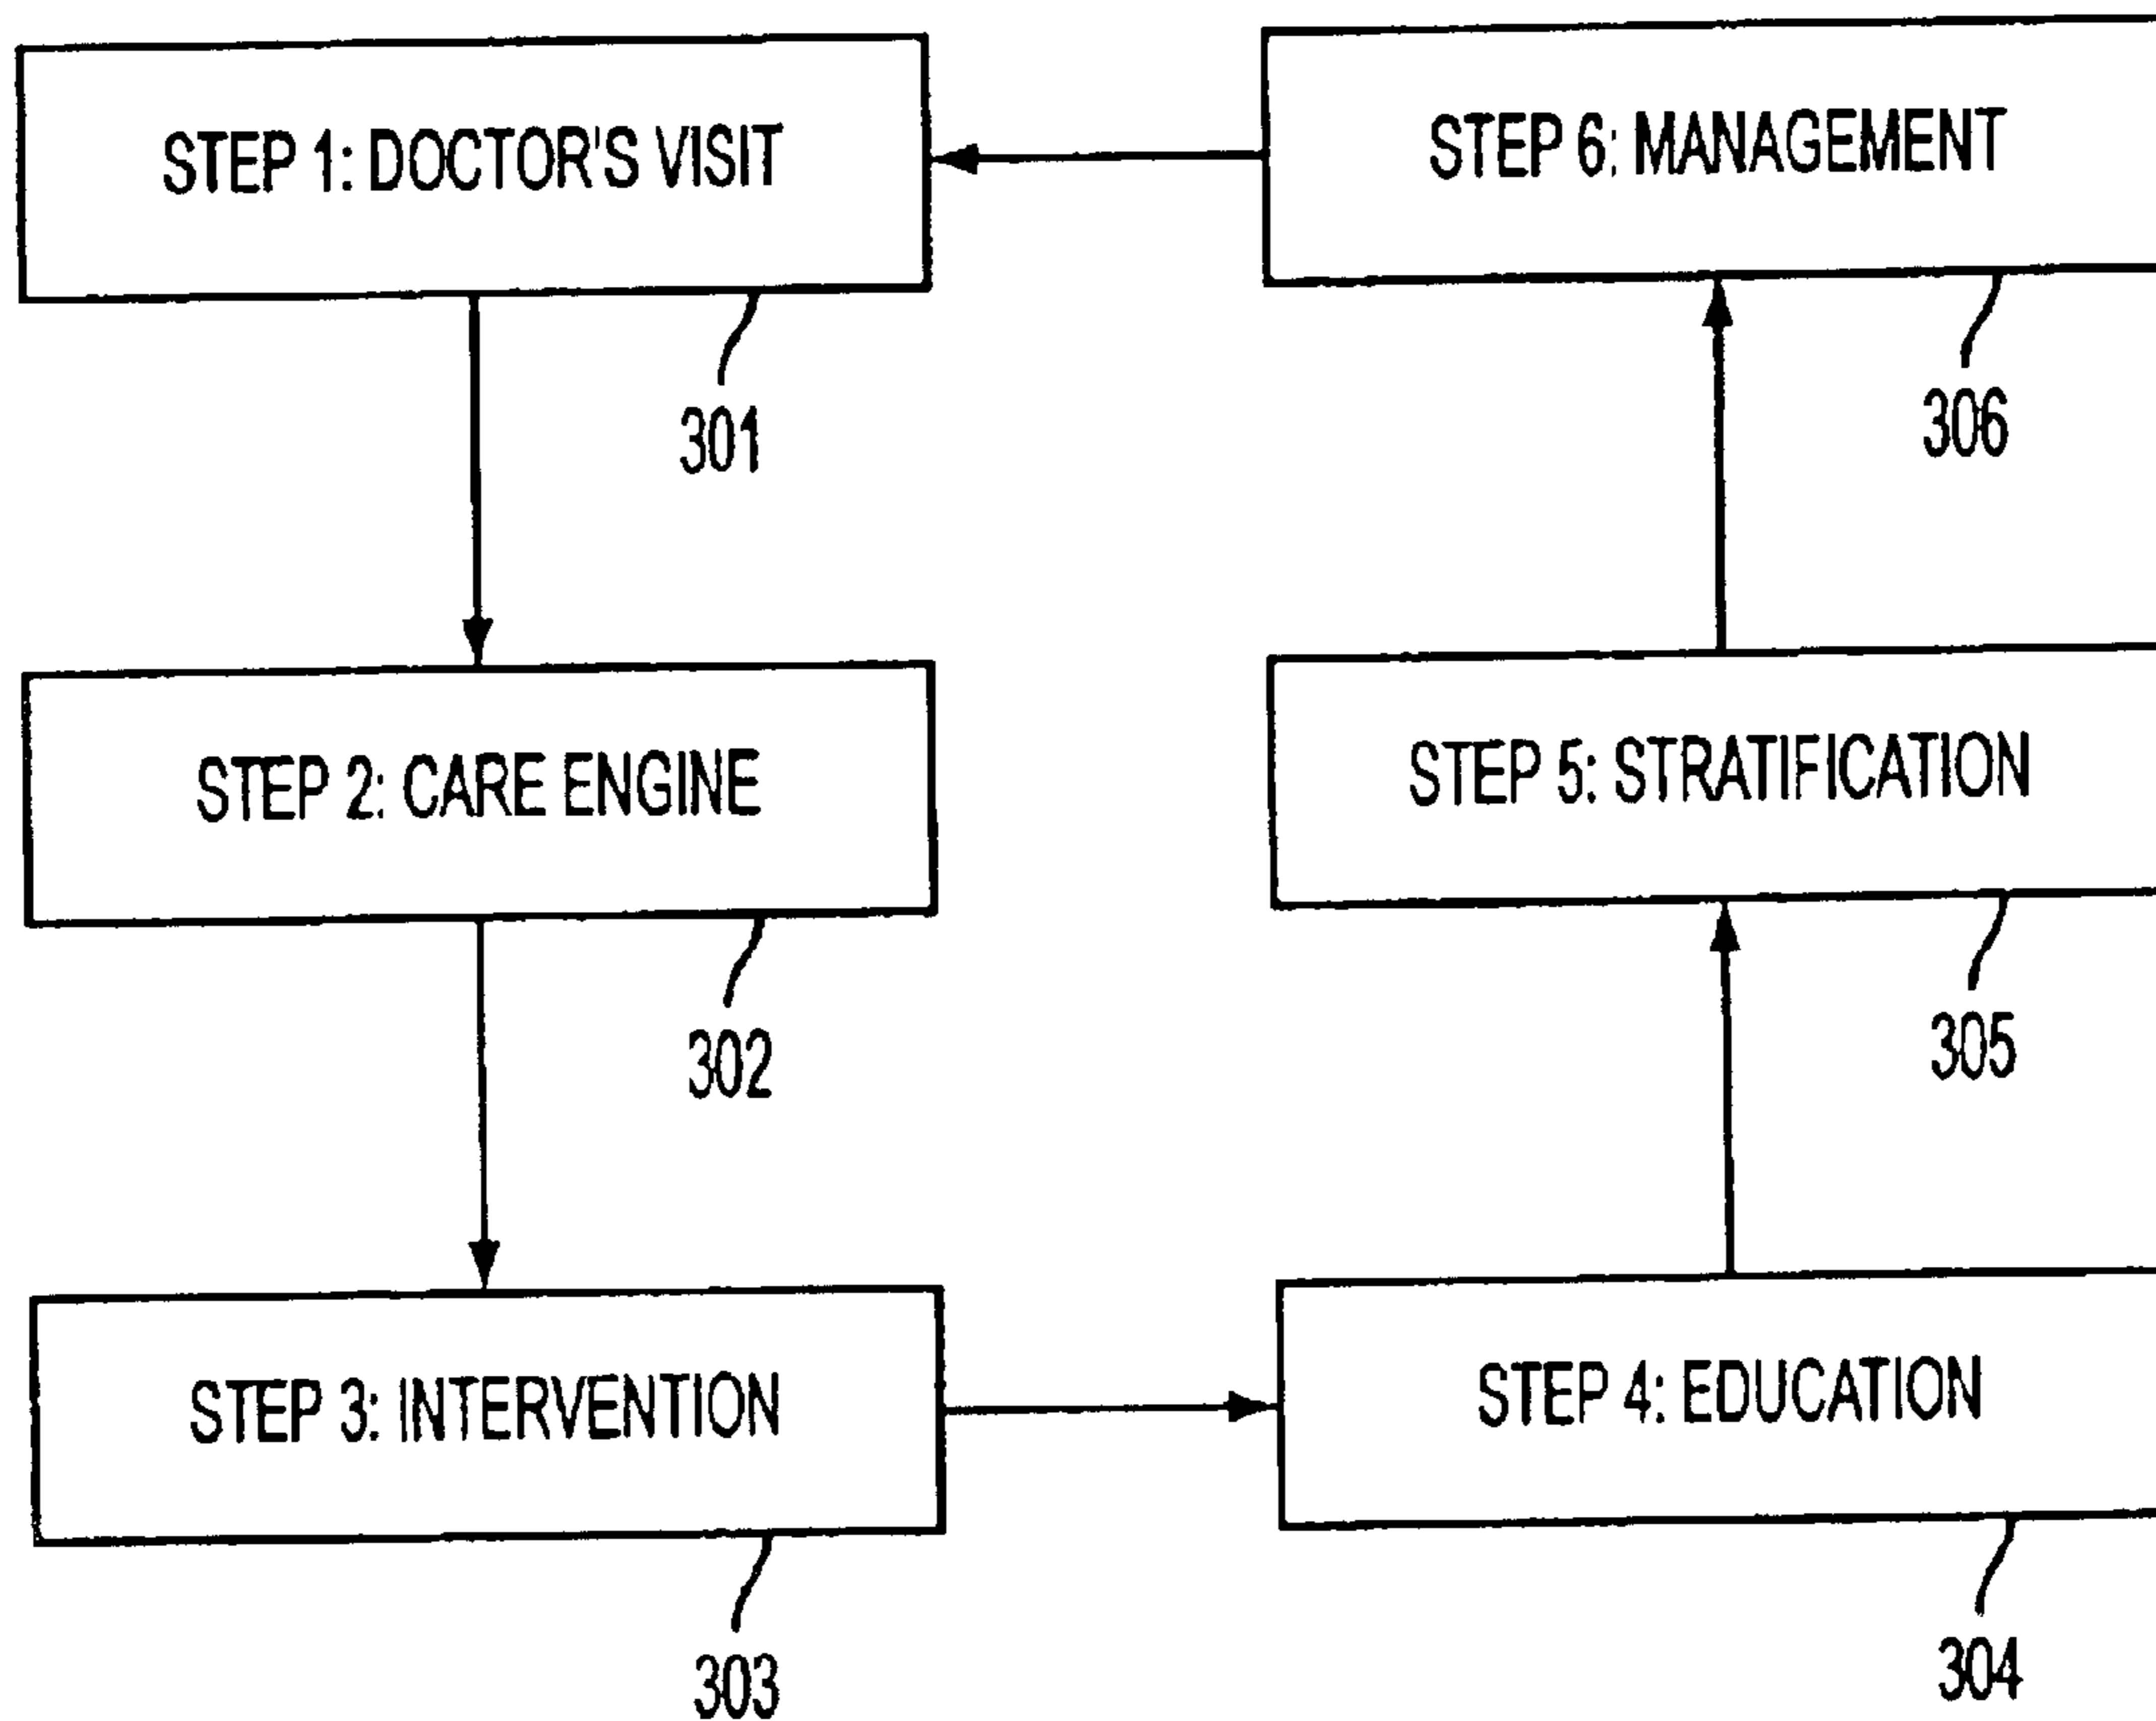 STEP 1: DOCTOR'S VISIT
301
STEP 2: CARE ENGINE
302
STEP 3: INTERVENTION
303
STEP 4: EDUCATION
304
STEP 5: STRATIFICATION
305
STEP 6: MANAGEMENT
306